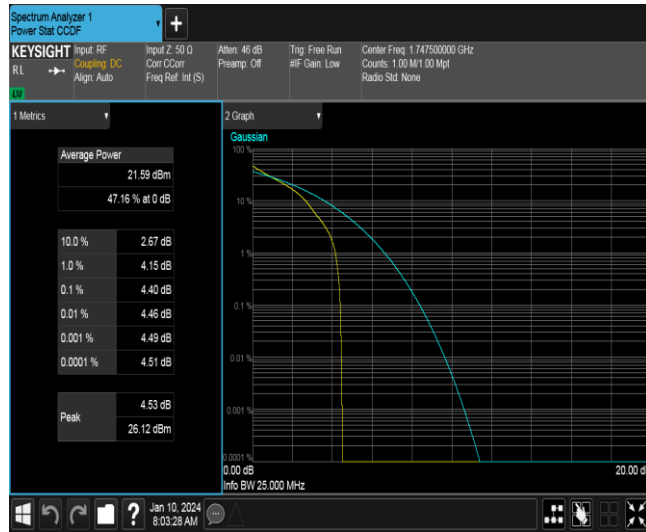 Spectrum Analyzer 1
Power Stat CCDF
+
KEYSIGHT
RL
LXI
Input: RF
Coupling: DC
Align: Auto
Input Z: 50 Ω
Corr CCorr
Freq Ref: Int (S)
Atten: 46 dB
Preamp: Off
Trig: Free Run
#IF Gain: Low
Center Freq: 1.747500000 GHz
Counts: 1.00 M/1.00 Mpt
Radio Std: None
1 Metrics
Average Power
21.59 dBm
47.16 % at 0 dB
10.0 % 2.67 dB
1.0 % 4.15 dB
0.1 % 4.40 dB
0.01 % 4.46 dB
0.001 % 4.49 dB
0.0001 % 4.51 dB
Peak
4.53 dB
26.12 dBm
2 Graph
Gaussian
100 %
10 %
1 %
0.1 %
0.01 %
0.001 %
0.0001 %
0.00 dB
20.00 dB
Info BW 25.000 MHz
?
Jan 10, 2024
8:03:28 AM